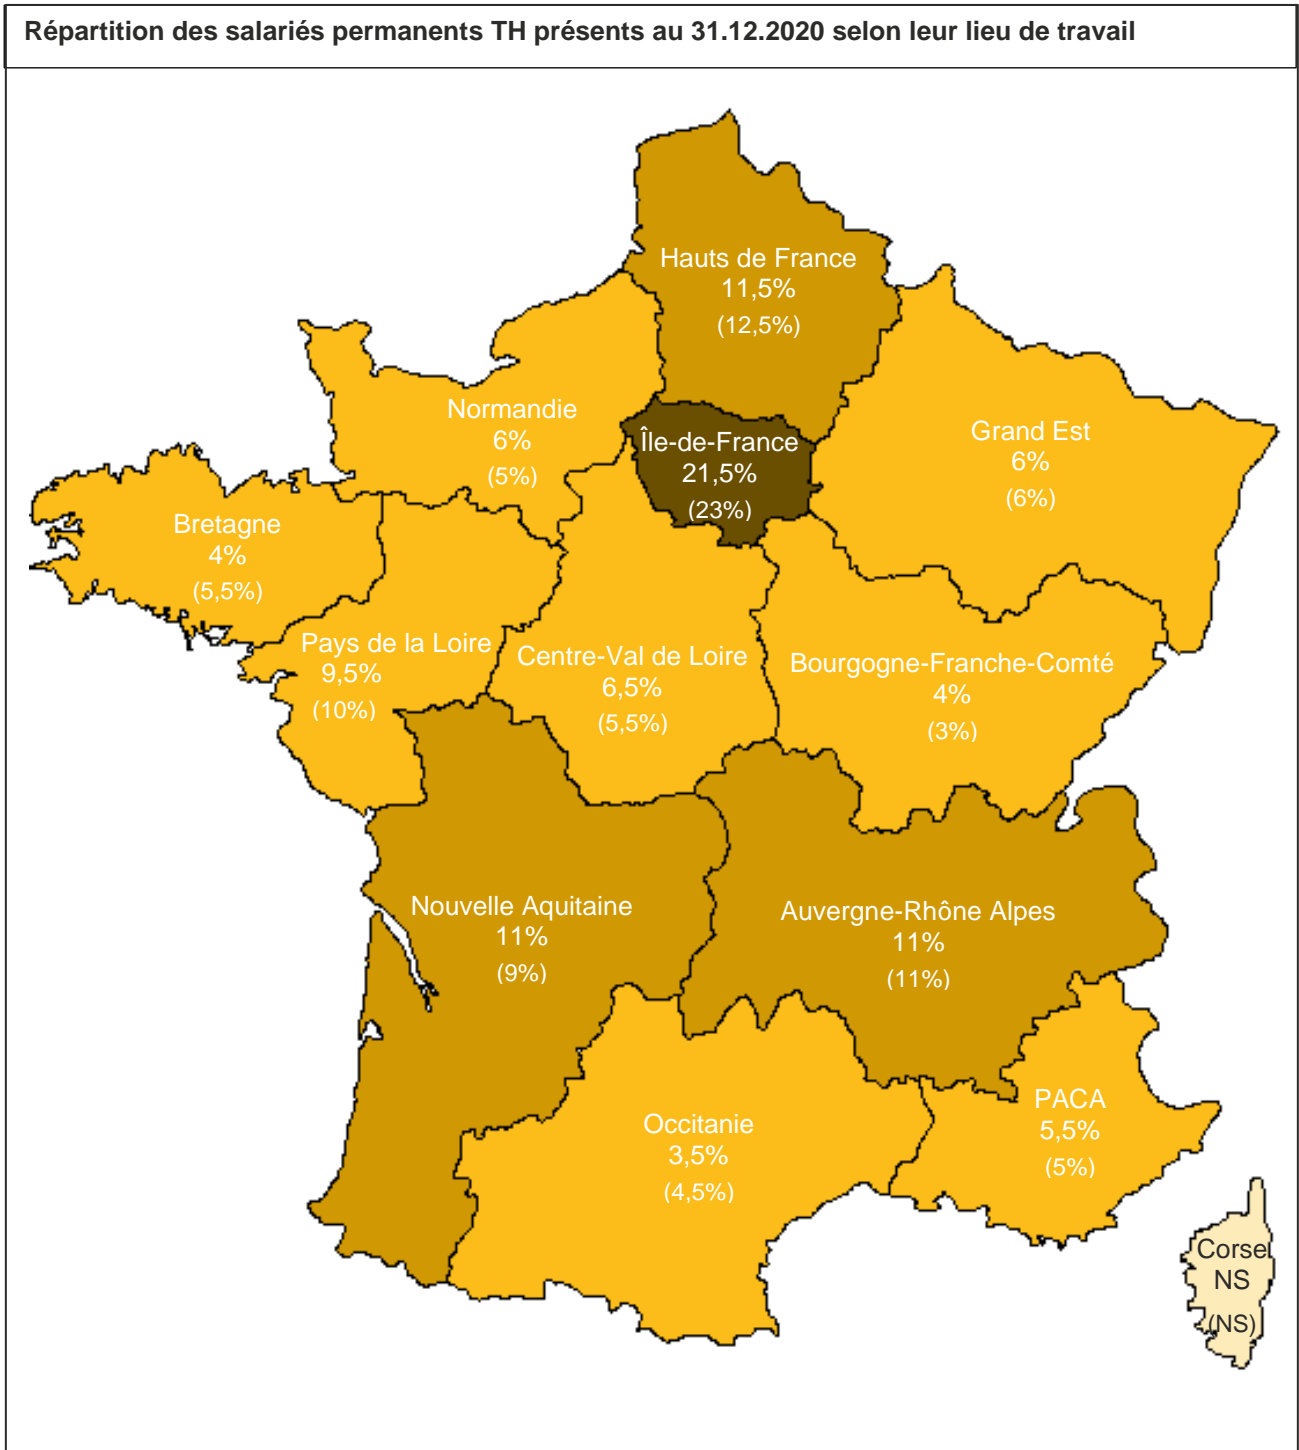 Répartition des salariés permanents TH présents au 31.12.2020 selon leur lieu de travail
Hauts de France
11,5%
(12,5%)
Normandie
6%
(5%)
Île-de-France
21,5%
(23%)
Grand Est
6%
(6%)
Bretagne
4%
(5,5%)
Pays de la Loire
9,5%
(10%)
Centre-Val de Loire
6,5%
(5,5%)
Bourgogne-Franche-Comté
4%
(3%)
Nouvelle Aquitaine
11%
(9%)
Auvergne-Rhône Alpes
11%
(11%)
Occitanie
3,5%
(4,5%)
PACA
5,5%
(5%)
Corse
NS
(NS)